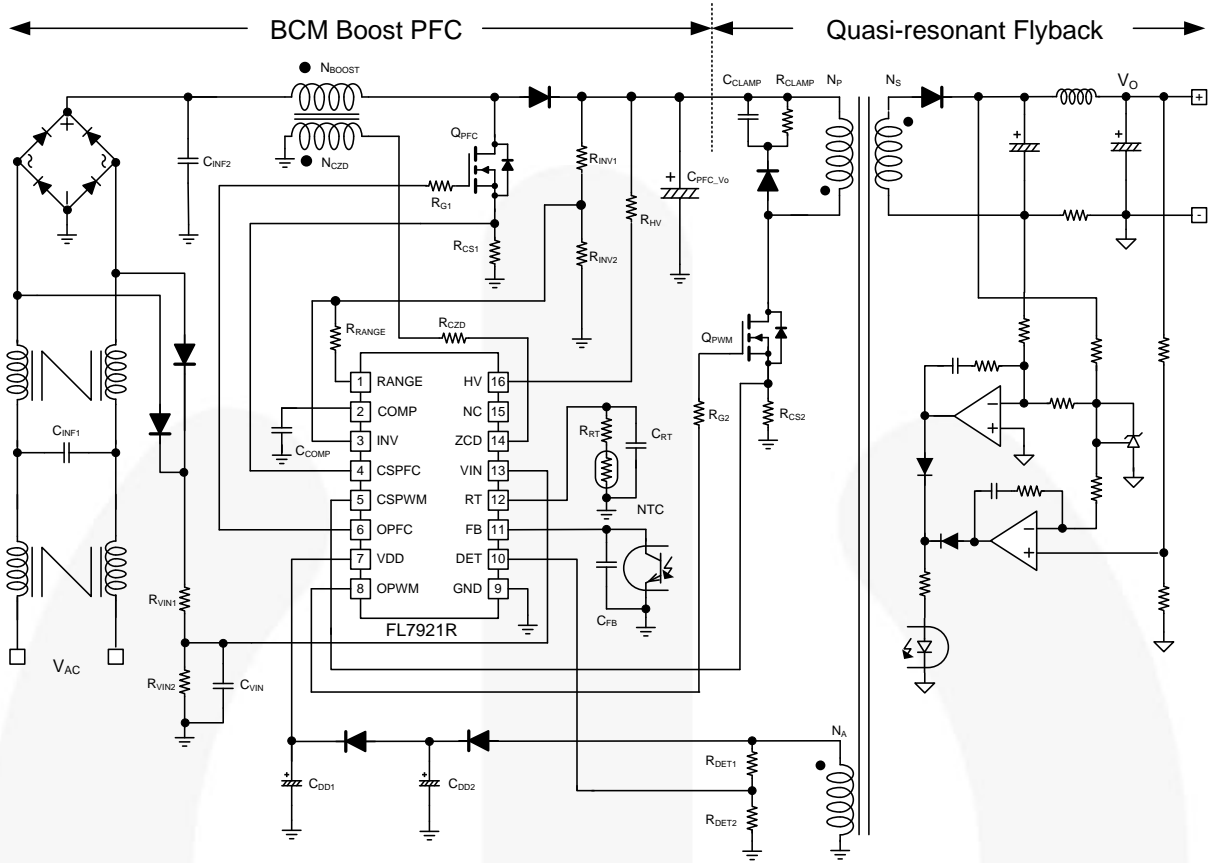 BCM Boost PFC
Quasi-resonant Flyback
NBOOST
NCZD
CINF2
QPFC
RG1
RCS1
RINV1
RINV2
RHV
CPFC_Vo
CCLAMP
RCLAMP
NP
NS
VO
+
-
RRANGE
RCZD
QPWM
RG2
RCS2
CINF1
CCOMP
1 RANGE
2 COMP
3 INV
4 CSPFC
5 CSPWM
6 OPFC
7 VDD
8 OPWM
HV 16
NC 15
ZCD 14
VIN 13
RT 12
FB 11
DET 10
GND 9
FL7921R
RRT
CRT
NTC
CFB
RVIN1
RVIN2
CVIN
VAC
CDD1
CDD2
RDET1
RDET2
NA